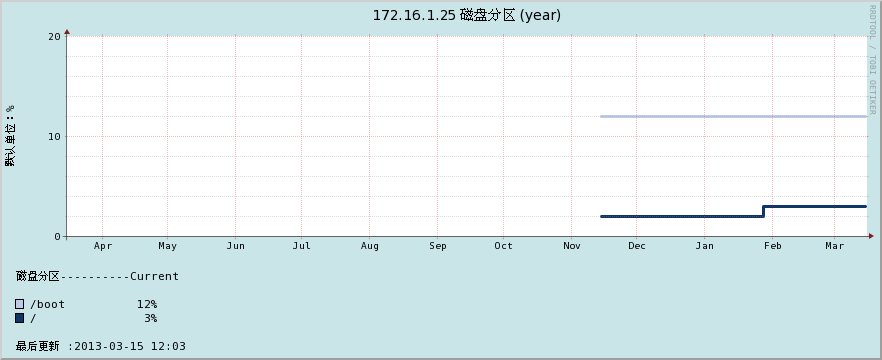 172.16.1.25 磁盘分区 (year)
RRDTOOL / TOBI OETIKER
默认单位：%
20
10
0
Apr May Jun Jul Aug Sep Oct Nov Dec Jan Feb Mar
磁盘分区----------Current
/boot 12%
/ 3%
最后更新 :2013-03-15 12:03